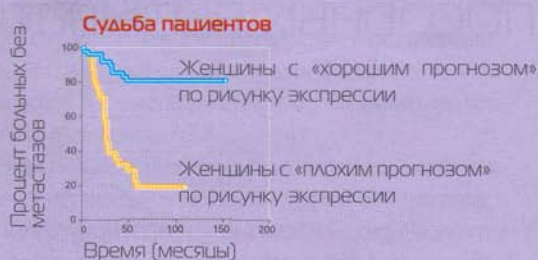 Судьба пациентов
Процент больных без
метастазов
100
80
60
40
20
0
Женщины с «хорошим прогнозом»
по рисунку экспрессии
Женщины с «плохим прогнозом»
по рисунку экспрессии
0
50
100
150
200
Время (месяцы)